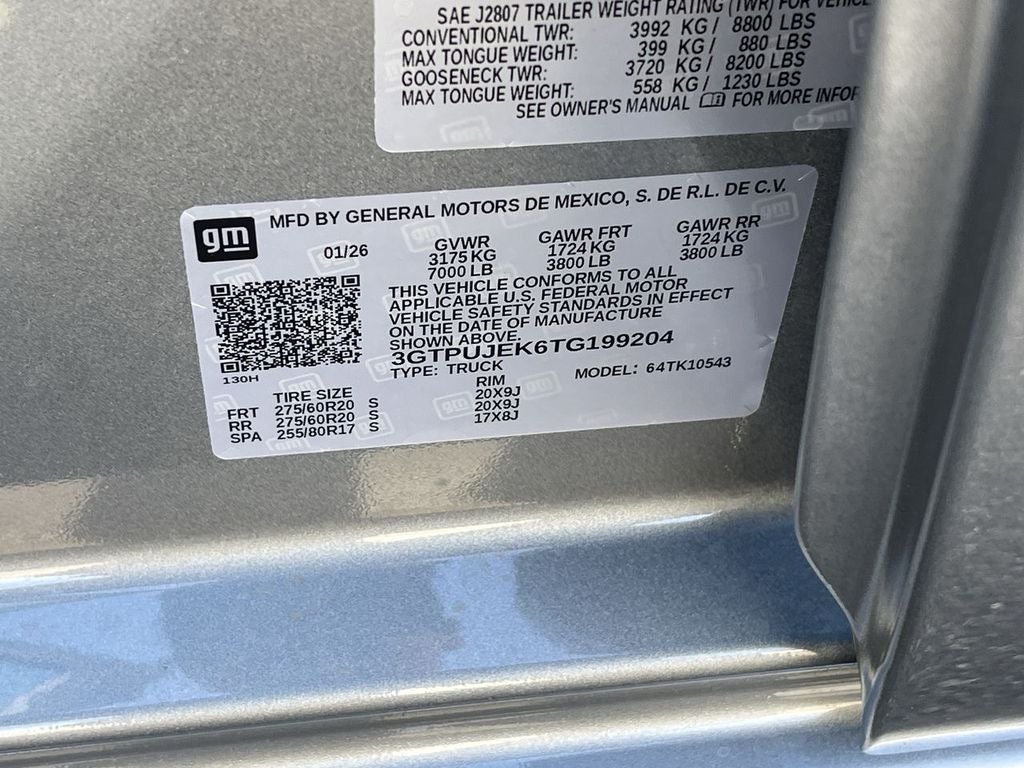 SAE J2807 TRAILER WEIGHT RATING (TWR) FOR VEHICLE
CONVENTIONAL TWR: 3992 KG / 8800 LBS
MAX TONGUE WEIGHT: 399 KG / 880 LBS
GOOSENECK TWR: 3720 KG / 8200 LBS
MAX TONGUE WEIGHT: 558 KG / 1230 LBS
SEE OWNER'S MANUAL FOR MORE INFOR
gm
MFD BY GENERAL MOTORS DE MEXICO, S. DE R.L. DE C.V.
01/26 GVWR GAWR FRT GAWR RR
3175 KG 1724 KG 1724 KG
7000 LB 3800 LB 3800 LB
THIS VEHICLE CONFORMS TO ALL
APPLICABLE U.S. FEDERAL MOTOR
VEHICLE SAFETY STANDARDS IN EFFECT
ON THE DATE OF MANUFACTURE
SHOWN ABOVE.
3GTPUJEK6TG199204
130H
TYPE: TRUCK MODEL: 64TK10543
TIRE SIZE RIM
FRT 275/60R20 S 20X9J
RR 275/60R20 S 20X9J
SPA 255/80R17 S 17X8J